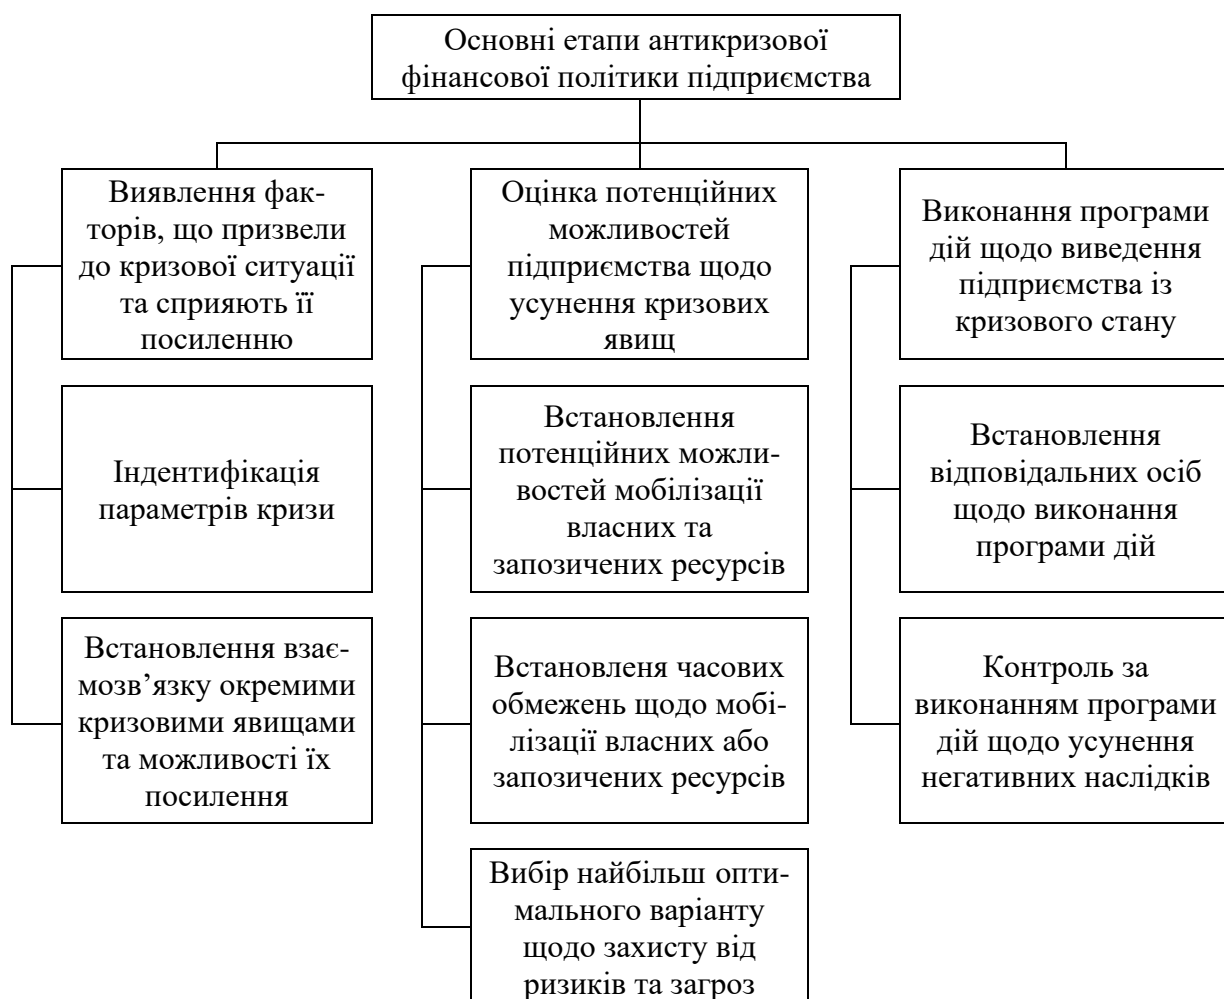 Основні етапи антикризової
фінансової політики підприємства
Виявлення фак-
торів, що призвели
до кризової ситуації
та сприяють її
посиленню
Індентифікація
параметрів кризи
Встановлення взає-
мозв’язку окремими
кризовими явищами
та можливості їх
посилення
Оцінка потенційних
можливостей
підприємства щодо
усунення кризових
явищ
Встановлення
потенційних можли-
востей мобілізації
власних та
запозичених ресурсів
Встановленя часових
обмежень щодо мобі-
лізації власних або
запозичених ресурсів
Вибір найбільш опти-
мального варіанту
щодо захисту від
ризиків та загроз
Виконання програми
дій щодо виведення
підприємства із
кризового стану
Встановлення
відповідальних осіб
щодо виконання
програми дій
Контроль за
виконанням програми
дій щодо усунення
негативних наслідків